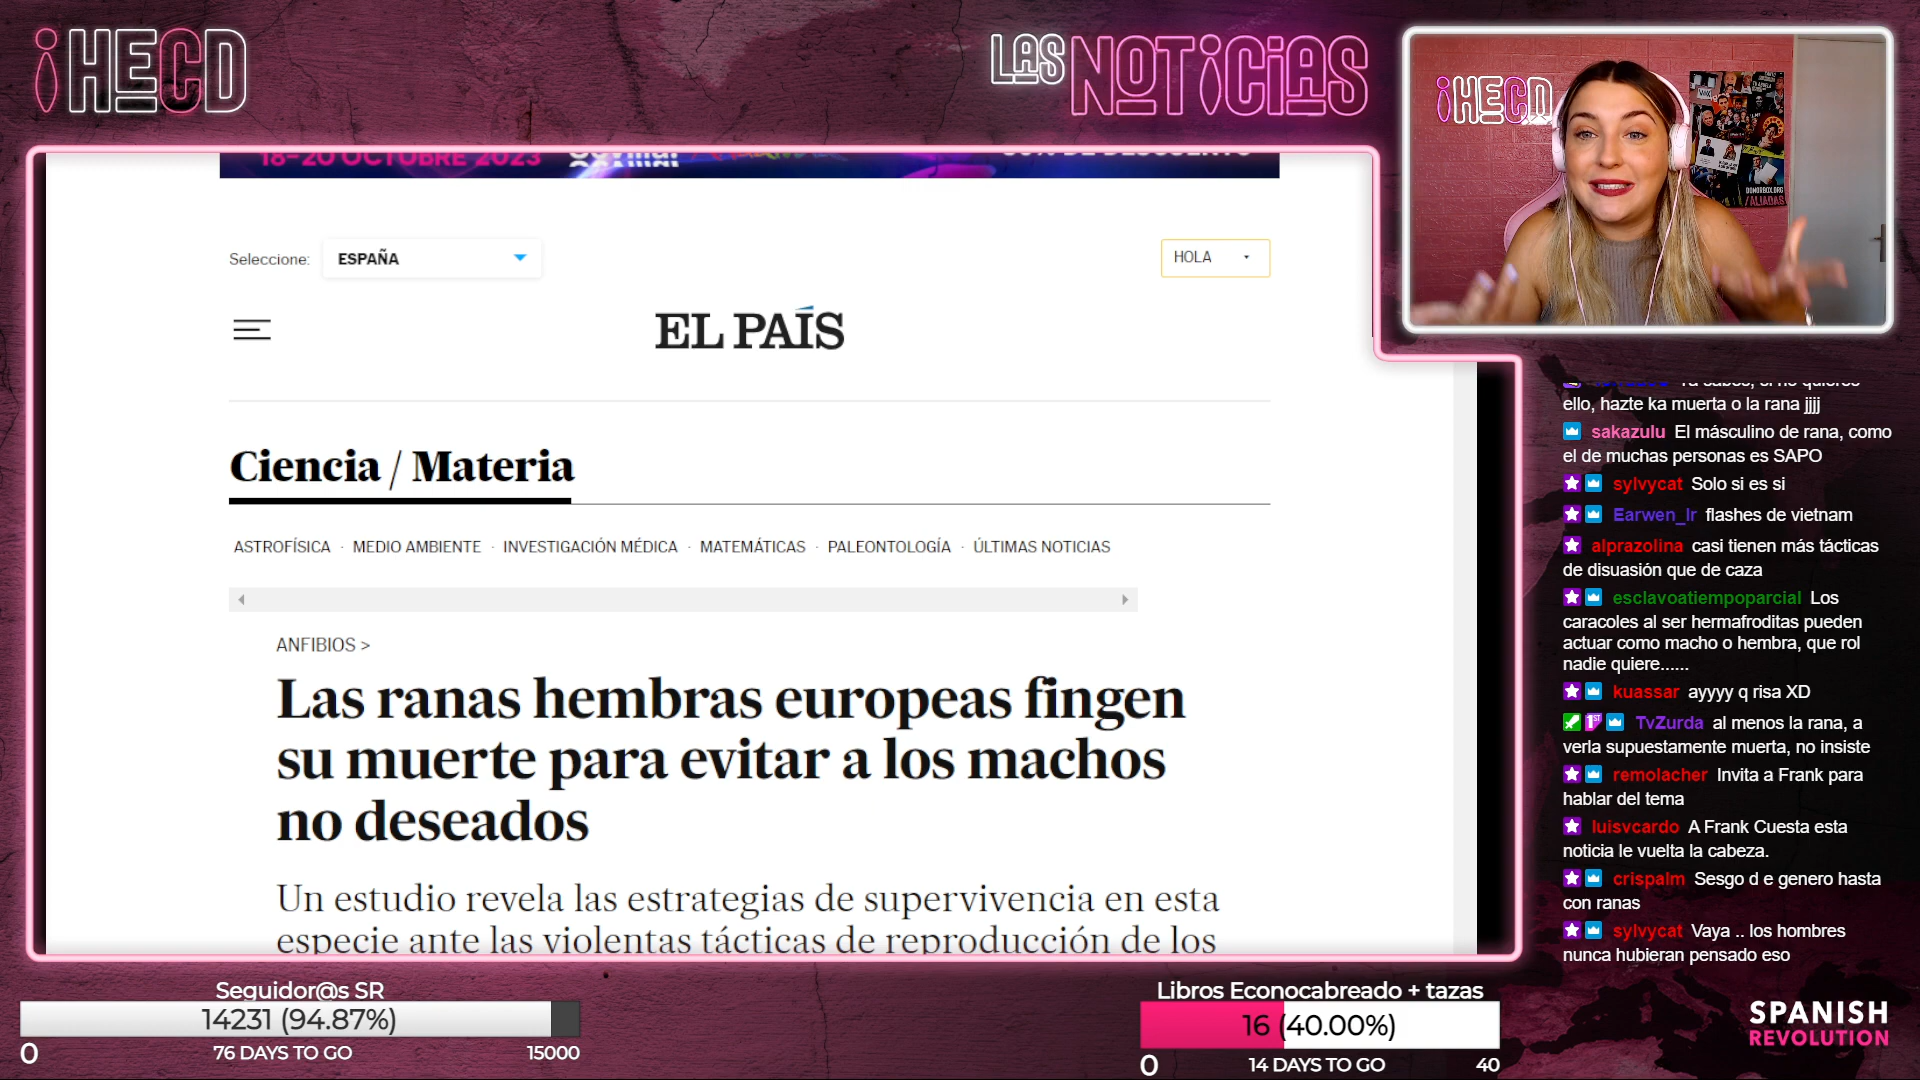 ¡HECD
LAS NOTICIAS
18-20 OCTUBRE 2023
¡HECD
DONORBOX.ORG
/ALIADAS
Seleccione: ESPAÑA
HOLA
EL PAÍS
Ciencia / Materia
ASTROFÍSICA · MEDIO AMBIENTE · INVESTIGACIÓN MÉDICA · MATEMÁTICAS · PALEONTOLOGÍA · ÚLTIMAS NOTICIAS
ANFIBIOS >
Las ranas hembras europeas fingen
su muerte para evitar a los machos
no deseados
Un estudio revela las estrategias de supervivencia en esta
especie ante las violentas tácticas de reproducción de los
ello, hazte ka muerta o la rana jjjj
sakazulu El másculino de rana, como
el de muchas personas es SAPO
sylvycat Solo si es si
Earwen_lr flashes de vietnam
alprazolina casi tienen más tácticas
de disuasión que de caza
esclavoatiempoparcial Los
caracoles al ser hermafroditas pueden
actuar como macho o hembra, que rol
nadie quiere......
kuassar ayyyy q risa XD
1ST TvZurda al menos la rana, a
verla supuestamente muerta, no insiste
remolacher Invita a Frank para
hablar del tema
luisvcardo A Frank Cuesta esta
noticia le vuelta la cabeza.
crispalm Sesgo d e genero hasta
con ranas
sylvycat Vaya .. los hombres
nunca hubieran pensado eso
Seguidor@s SR
14231 (94.87%)
0 76 DAYS TO GO 15000
Libros Econocabreado + tazas
16 (40.00%)
0 14 DAYS TO GO 40
SPANISH
REVOLUTION